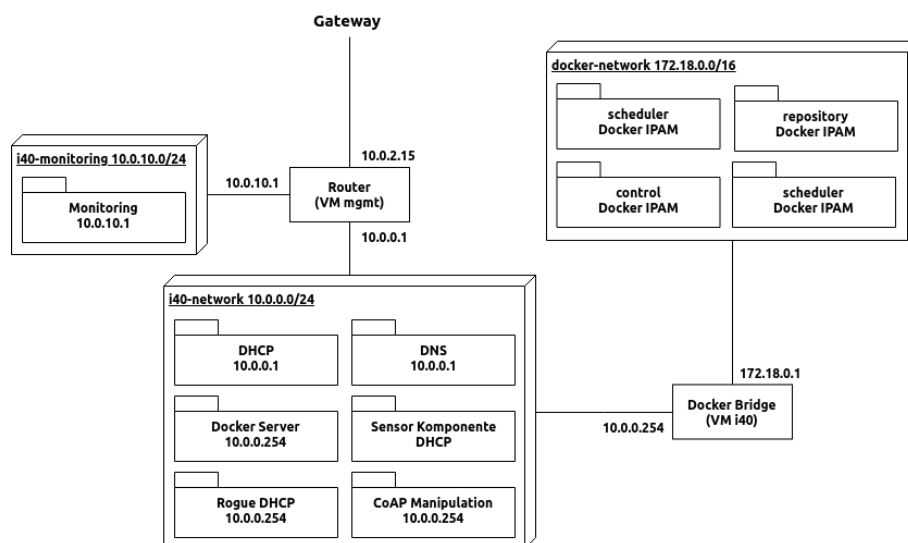 Gateway
docker-network 172.18.0.0/16
scheduler
Docker IPAM
repository
Docker IPAM
control
Docker IPAM
scheduler
Docker IPAM
i40-monitoring 10.0.10.0/24
Monitoring
10.0.10.1
10.0.10.1
10.0.2.15
Router
(VM mgmt)
10.0.0.1
i40-network 10.0.0.0/24
DHCP
10.0.0.1
DNS
10.0.0.1
Docker Server
10.0.0.254
Sensor Komponente
DHCP
Rogue DHCP
10.0.0.254
CoAP Manipulation
10.0.0.254
172.18.0.1
Docker Bridge
(VM i40)
10.0.0.254